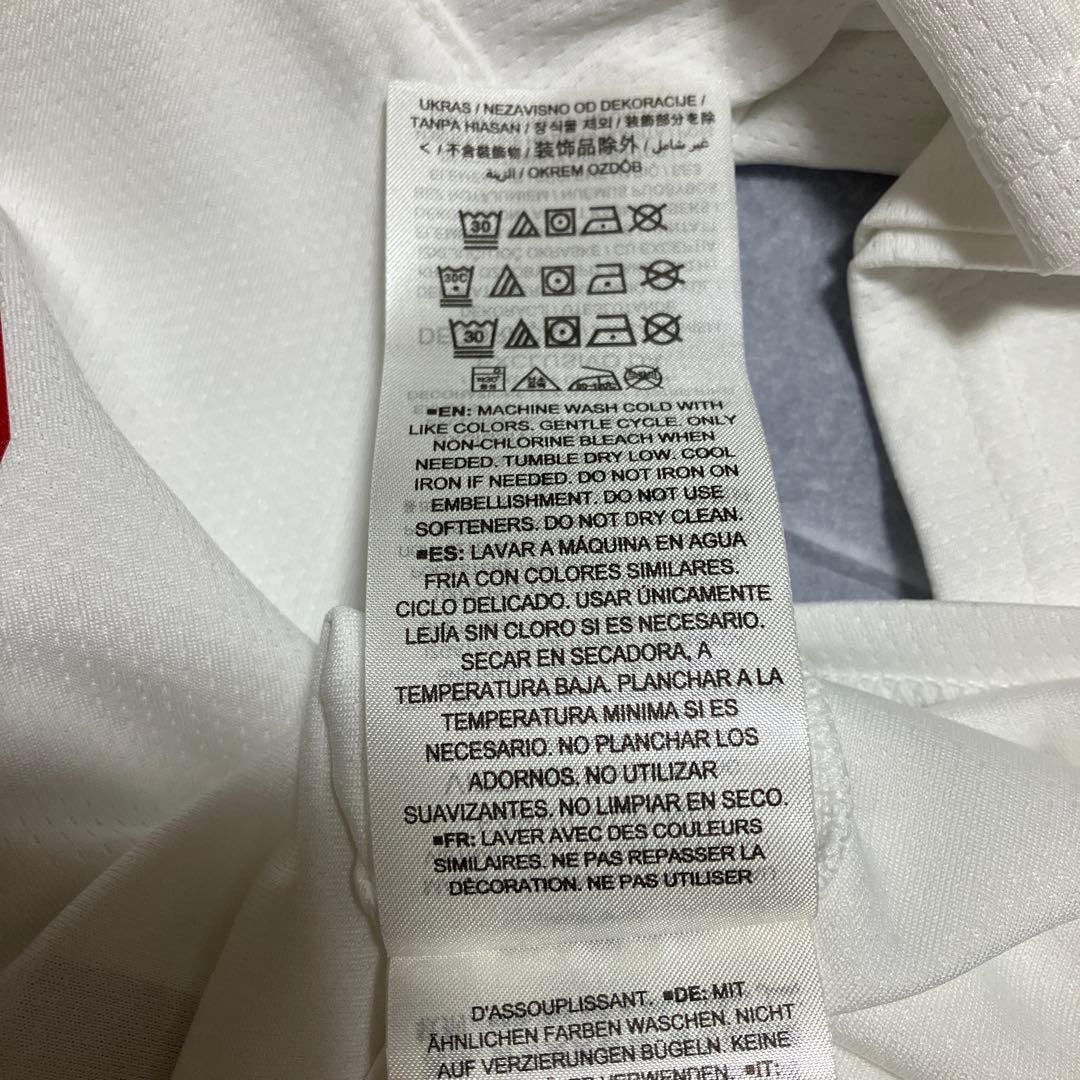 UKRAS / NEZAVISNO OD DEKORACIJE /
TANPA HIASAN / 장식물 제외 / 装飾部分を除
< / 不含裝飾物 / 装饰品除外 / غير شامل
الزينة / OKREM OZDÔB
30
30C
30
■EN: MACHINE WASH COLD WITH
LIKE COLORS. GENTLE CYCLE. ONLY
NON-CHLORINE BLEACH WHEN
NEEDED. TUMBLE DRY LOW. COOL
IRON IF NEEDED. DO NOT IRON ON
EMBELLISHMENT. DO NOT USE
SOFTENERS. DO NOT DRY CLEAN.
■ES: LAVAR A MÁQUINA EN AGUA
FRIA CON COLORES SIMILARES.
CICLO DELICADO. USAR ÚNICAMENTE
LEJÍA SIN CLORO SI ES NECESARIO.
SECAR EN SECADORA, A
TEMPERATURA BAJA. PLANCHAR A LA
TEMPERATURA MINIMA SI ES
NECESARIO. NO PLANCHAR LOS
ADORNOS. NO UTILIZAR
SUAVIZANTES. NO LIMPIAR EN SECO.
■FR: LAVER AVEC DES COULEURS
SIMILAIRES. NE PAS REPASSER LA
DÉCORATION. NE PAS UTILISER
D'ASSOUPLISSANT. ■DE: MIT
ÄHNLICHEN FARBEN WASCHEN. NICHT
AUF VERZIERUNGEN BÜGELN. KEINE
■IT: